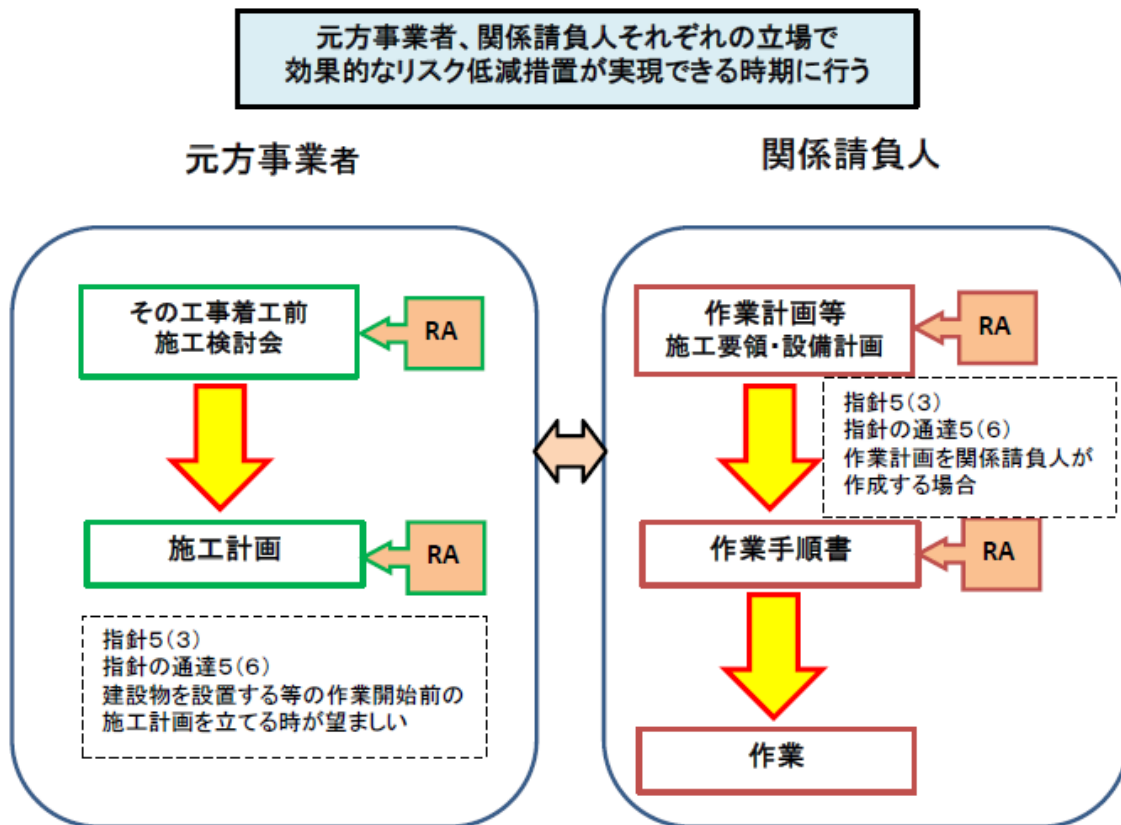 元方事業者、関係請負人それぞれの立場で
効果的なリスク低減措置が実現できる時期に行う
元方事業者
その工事着工前
施工検討会
RA
施工計画
RA
指針5(3)
指針の通達5(6)
建設物を設置する等の作業開始前の
施工計画を立てる時が望ましい
関係請負人
作業計画等
施工要領・設備計画
RA
指針5(3)
指針の通達5(6)
作業計画を関係請負人が
作成する場合
作業手順書
RA
作業